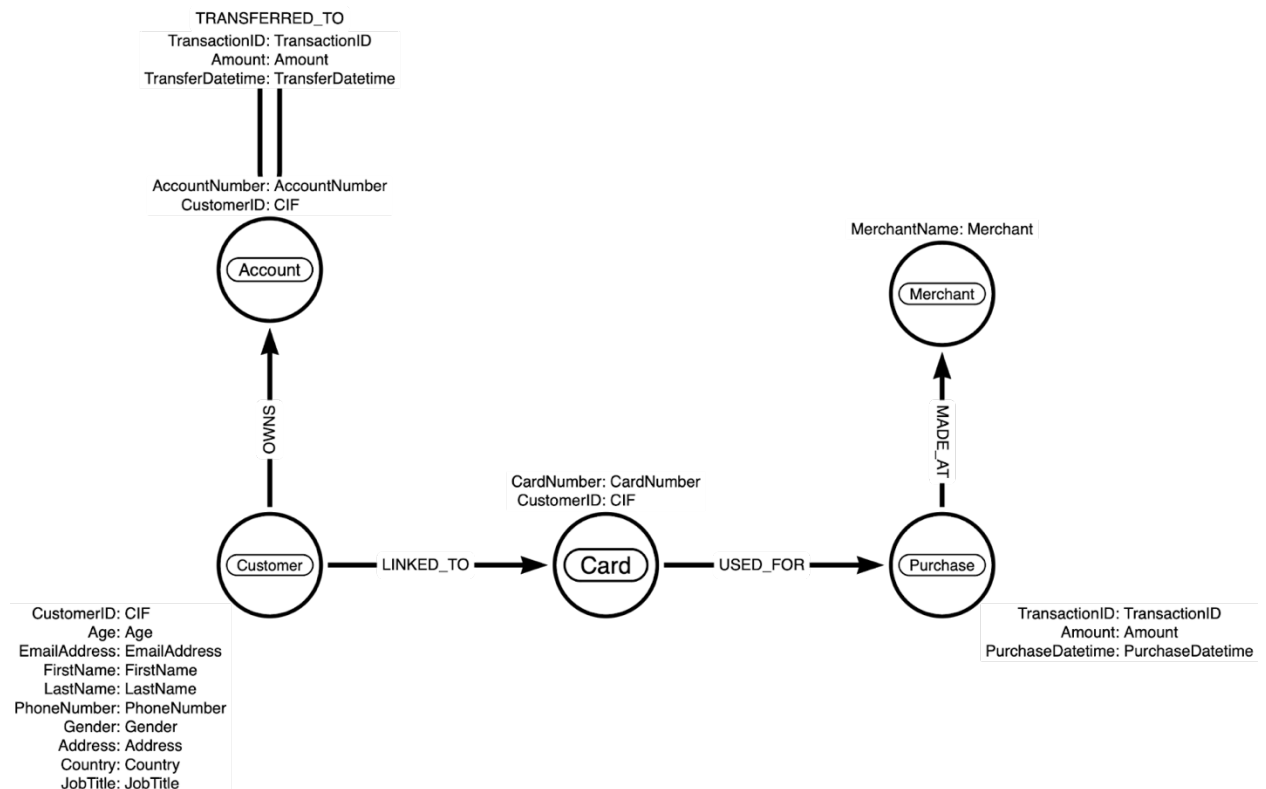 TRANSFERRED_TO
TransactionID: TransactionID
Amount: Amount
TransferDatetime: TransferDatetime
AccountNumber: AccountNumber
CustomerID: CIF
Account
MerchantName: Merchant
Merchant
OWNS
MADE_AT
CardNumber: CardNumber
CustomerID: CIF
Customer
LINKED_TO
Card
USED_FOR
Purchase
CustomerID: CIF
Age: Age
EmailAddress: EmailAddress
FirstName: FirstName
LastName: LastName
PhoneNumber: PhoneNumber
Gender: Gender
Address: Address
Country: Country
JobTitle: JobTitle
TransactionID: TransactionID
Amount: Amount
PurchaseDatetime: PurchaseDatetime